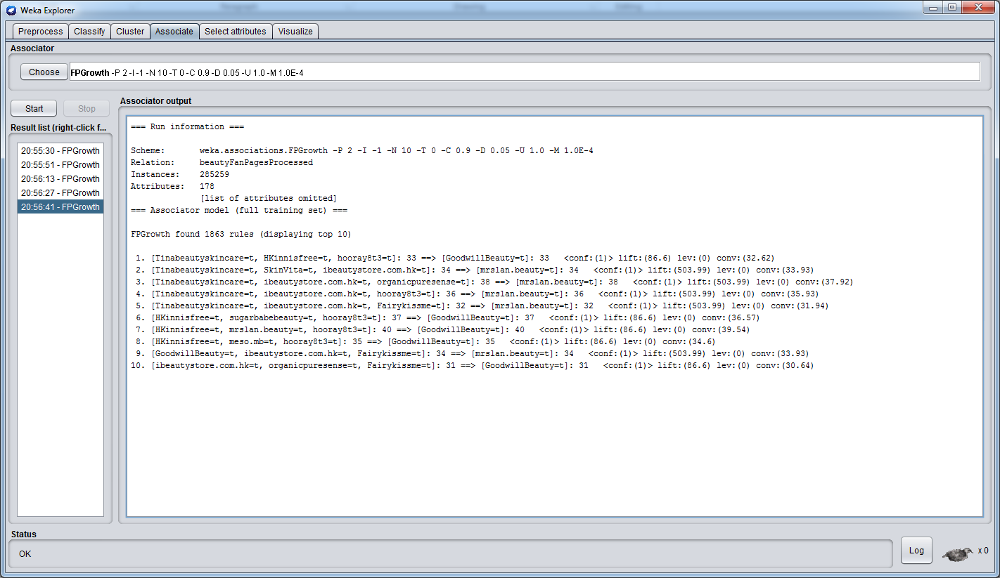 Weka Explorer
Preprocess Classify Cluster Associate Select attributes Visualize
Associator
Choose FPGrowth -P 2 -I -1 -N 10 -T 0 -C 0.9 -D 0.05 -U 1.0 -M 1.0E-4
Start Stop
Result list (right-click f...
20:55:30 - FPGrowth
20:55:51 - FPGrowth
20:56:13 - FPGrowth
20:56:27 - FPGrowth
20:56:41 - FPGrowth
Associator output
=== Run information ===
Scheme: weka.associations.FPGrowth -P 2 -I -1 -N 10 -T 0 -C 0.9 -D 0.05 -U 1.0 -M 1.0E-4
Relation: beautyFanPagesProcessed
Instances: 285259
Attributes: 178
[list of attributes omitted]
=== Associator model (full training set) ===
FPGrowth found 1863 rules (displaying top 10)
1. [Tinabeautyskincare=t, HKinnisfree=t, hooray8t3=t]: 33 ==> [GoodwillBeauty=t]: 33 <conf:(1)> lift:(86.6) lev:(0) conv:(32.62)
2. [Tinabeautyskincare=t, SkinVita=t, ibeautystore.com.hk=t]: 34 ==> [mrslan.beauty=t]: 34 <conf:(1)> lift:(503.99) lev:(0) conv:(33.93)
3. [Tinabeautyskincare=t, ibeautystore.com.hk=t, organicpuresense=t]: 38 ==> [mrslan.beauty=t]: 38 <conf:(1)> lift:(503.99) lev:(0) conv:(37.92)
4. [Tinabeautyskincare=t, ibeautystore.com.hk=t, hooray8t3=t]: 36 ==> [mrslan.beauty=t]: 36 <conf:(1)> lift:(503.99) lev:(0) conv:(35.93)
5. [Tinabeautyskincare=t, ibeautystore.com.hk=t, Fairykissme=t]: 32 ==> [mrslan.beauty=t]: 32 <conf:(1)> lift:(503.99) lev:(0) conv:(31.94)
6. [HKinnisfree=t, sugarbabebeauty=t, hooray8t3=t]: 37 ==> [GoodwillBeauty=t]: 37 <conf:(1)> lift:(86.6) lev:(0) conv:(36.57)
7. [HKinnisfree=t, mrslan.beauty=t, hooray8t3=t]: 40 ==> [GoodwillBeauty=t]: 40 <conf:(1)> lift:(86.6) lev:(0) conv:(39.54)
8. [HKinnisfree=t, meso.mb=t, hooray8t3=t]: 35 ==> [GoodwillBeauty=t]: 35 <conf:(1)> lift:(86.6) lev:(0) conv:(34.6)
9. [GoodwillBeauty=t, ibeautystore.com.hk=t, Fairykissme=t]: 34 ==> [mrslan.beauty=t]: 34 <conf:(1)> lift:(503.99) lev:(0) conv:(33.93)
10. [ibeautystore.com.hk=t, organicpuresense=t, Fairykissme=t]: 31 ==> [GoodwillBeauty=t]: 31 <conf:(1)> lift:(86.6) lev:(0) conv:(30.64)
Status
OK
Log x 0